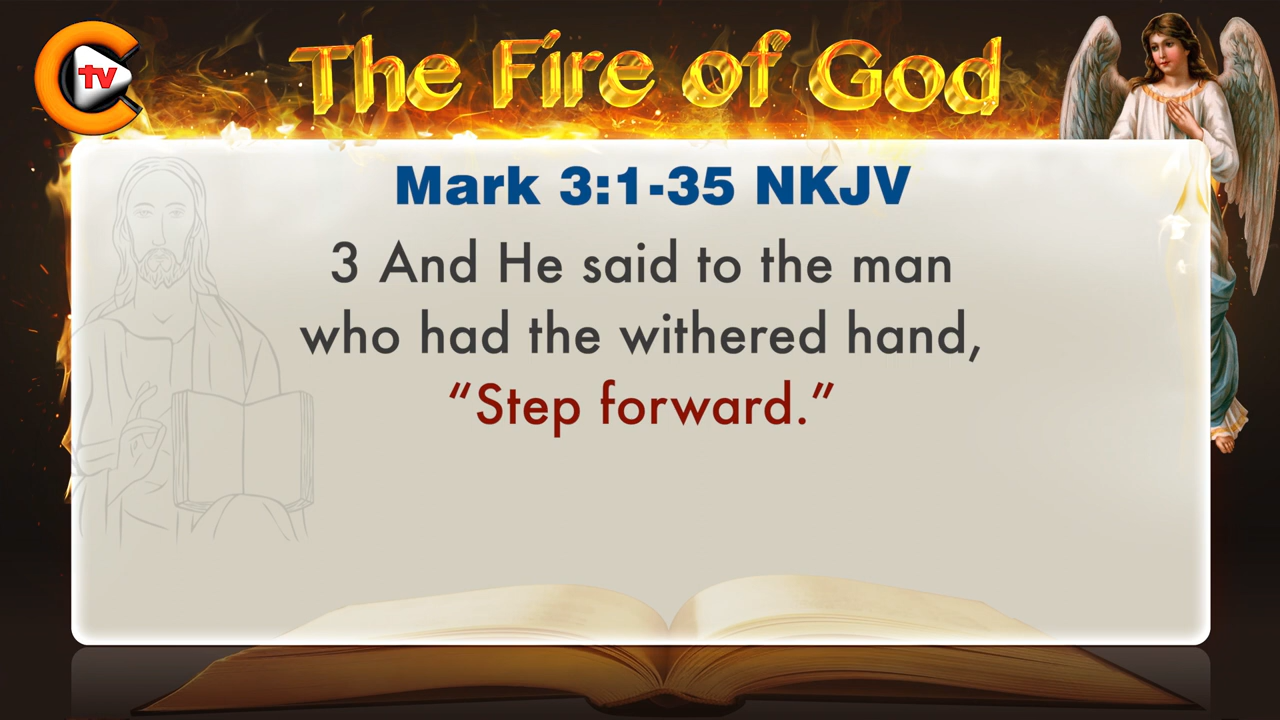 tv
The Fire of God
Mark 3:1-35 NKJV
3 And He said to the man
who had the withered hand,
“Step forward.”